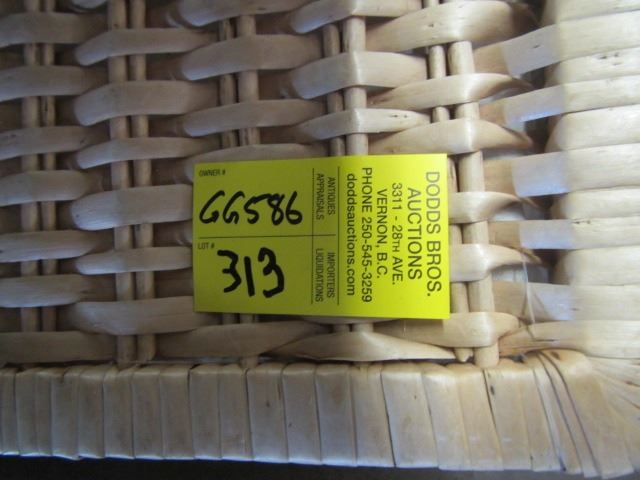 DODDS BROS.
AUCTIONS
3311 - 28TH AVE.
VERNON, B.C.
PHONE 250-545-3259
doddsauctions.com
ANTIQUES
APPRAISALS
IMPORTERS
LIQUIDATIONS
OWNER #
GG586
LOT #
313